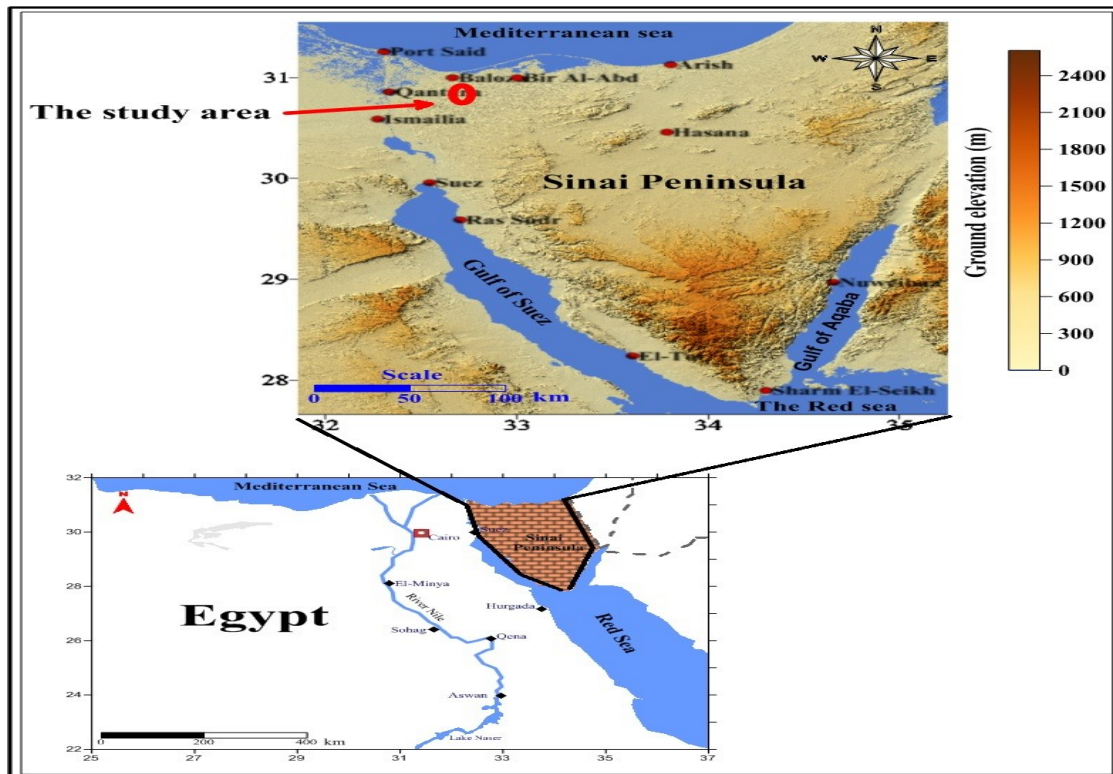 Mediterranean sea
N
W
E
S
Port Said
31
Baloza
Bir Al-Abd
Arish
Qantara
The study area
Ismailia
Hasana
30
Suez
Sinai Peninsula
Ras Sudr
29
Gulf of Suez
Gulf of Aqaba
28
El-Tor
Scale
0
50
100 km
Sharm El-Seikh
The Red sea
32
33
34
35
Ground elevation (m)
2400
2100
1800
1500
1200
900
600
300
0
32
Mediterranean Sea
N
30
Cairo
Suez
Sinai
Peninsula
28
El-Minya
River Nile
Hurgada
Egypt
Red Sea
26
Sohag
Qena
24
Aswan
Lake Naser
0
200
400
km
22
25
27
29
31
33
35
37